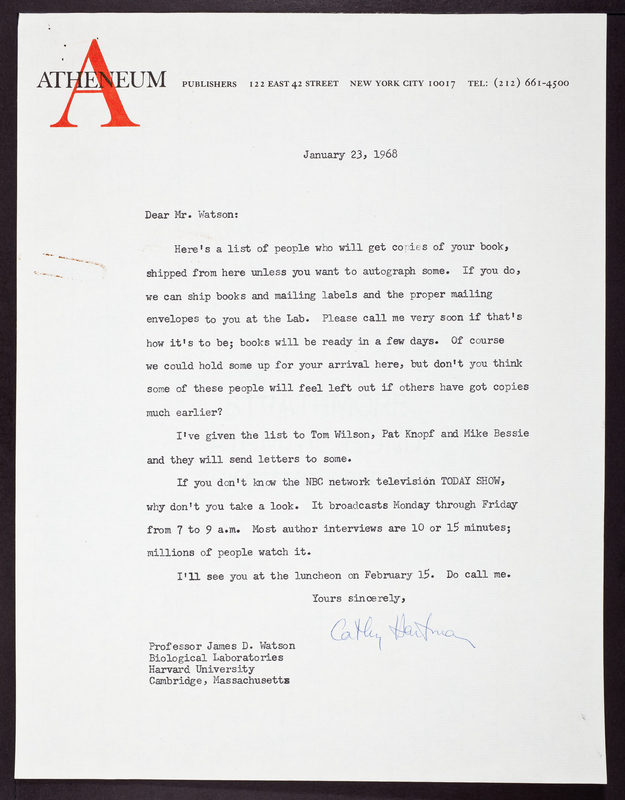 ATHENEUM PUBLISHERS 122 EAST 42 STREET NEW YORK CITY 10017 TEL: (212) 661-4500
January 23, 1968
Dear Mr. Watson:
Here's a list of people who will get copies of your book,
shipped from here unless you want to autograph some. If you do,
we can ship books and mailing labels and the proper mailing
envelopes to you at the Lab. Please call me very soon if that's
how it's to be; books will be ready in a few days. Of course
we could hold some up for your arrival here, but don't you think
some of these people will feel left out if others have got copies
much earlier?
I've given the list to Tom Wilson, Pat Knopf and Mike Bessie
and they will send letters to some.
If you don't know the NBC network television TODAY SHOW,
why don't you take a look. It broadcasts Monday through Friday
from 7 to 9 a.m. Most author interviews are 10 or 15 minutes;
millions of people watch it.
I'll see you at the luncheon on February 15. Do call me.
Yours sincerely,
Cathy Hartman
Professor James D. Watson
Biological Laboratories
Harvard University
Cambridge, Massachusetts